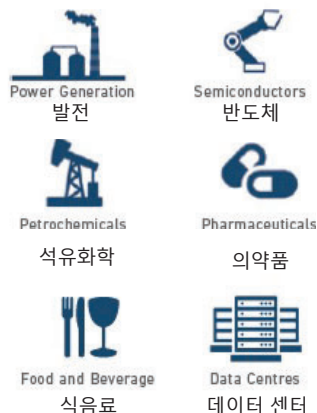 Power Generation
발전
Semiconductors
반도체
Petrochemicals
석유화학
Pharmaceuticals
의약품
Food and Beverage
식음료
Data Centres
데이터 센터